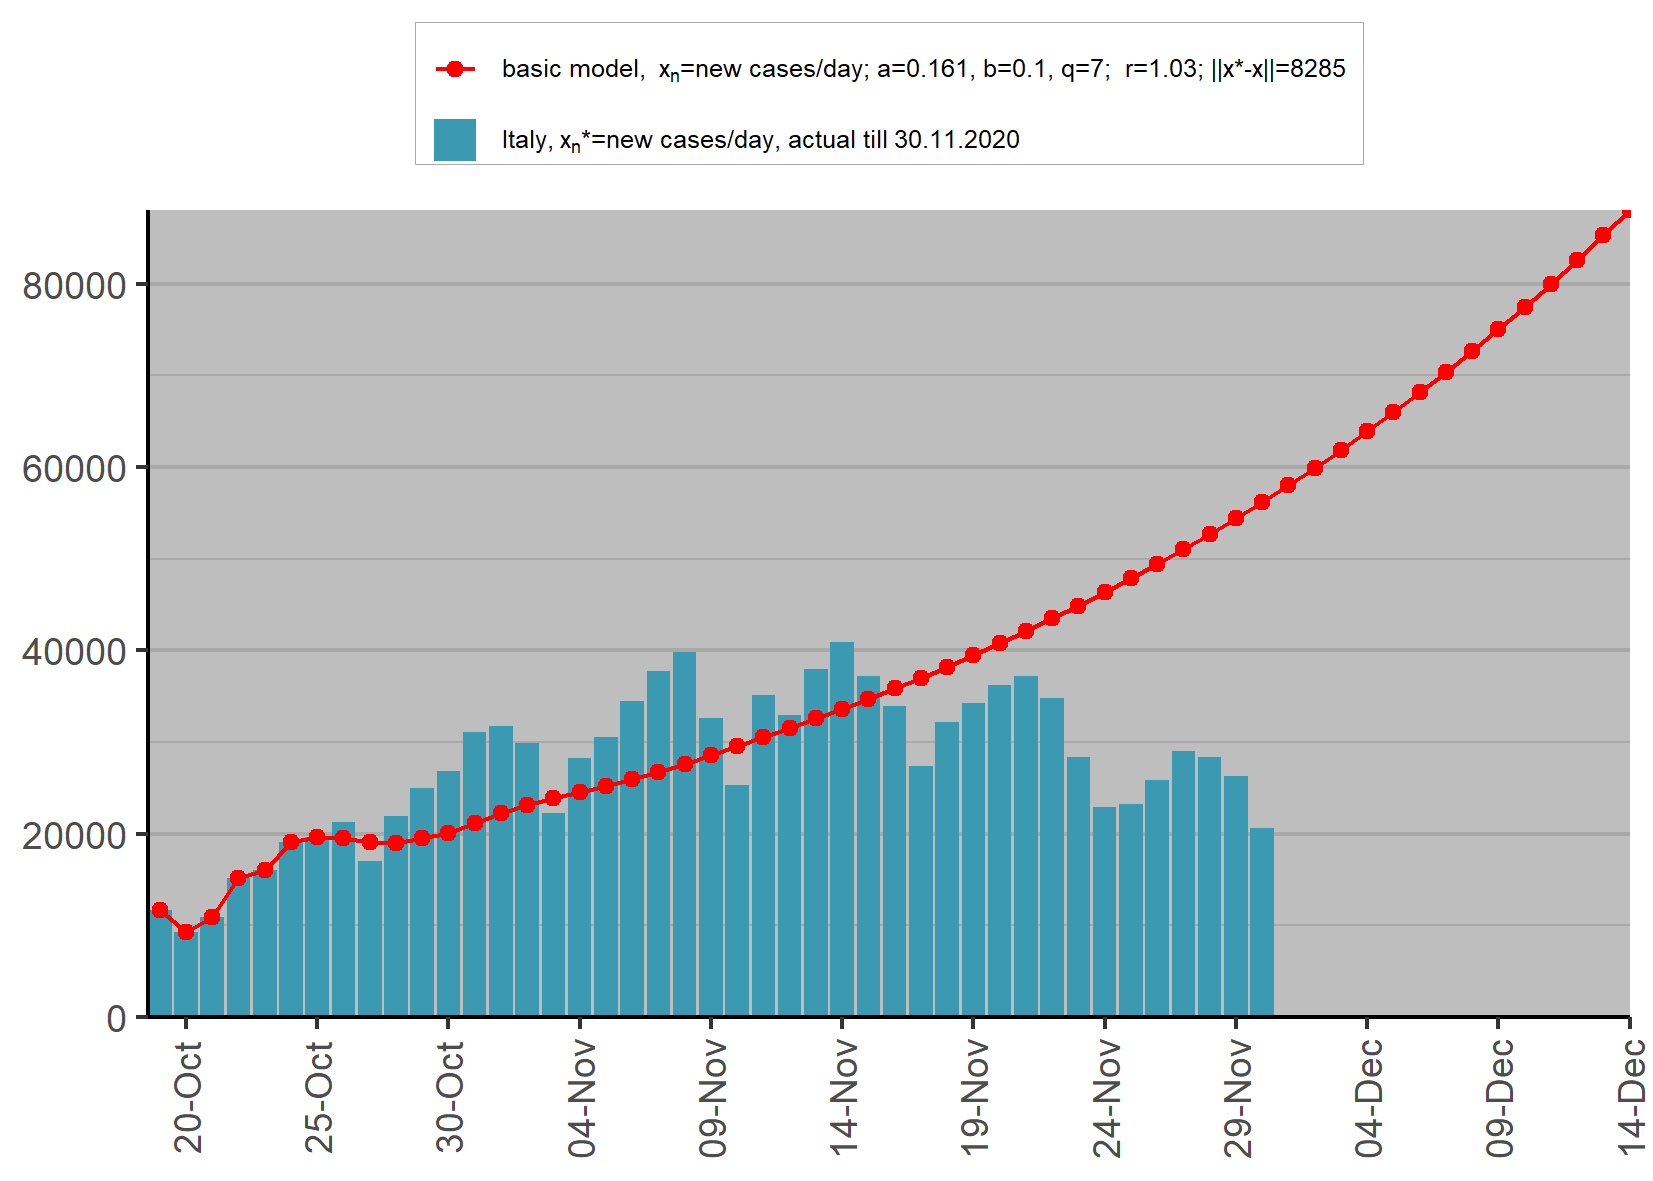 basic model,  xn=new cases/day; a=0.161, b=0.1, q=7;  r=1.03; ||x*-x||=8285
Italy, xn*=new cases/day, actual till 30.11.2020
80000
60000
40000
20000
0
20-Oct
25-Oct
30-Oct
04-Nov
09-Nov
14-Nov
19-Nov
24-Nov
29-Nov
04-Dec
09-Dec
14-Dec